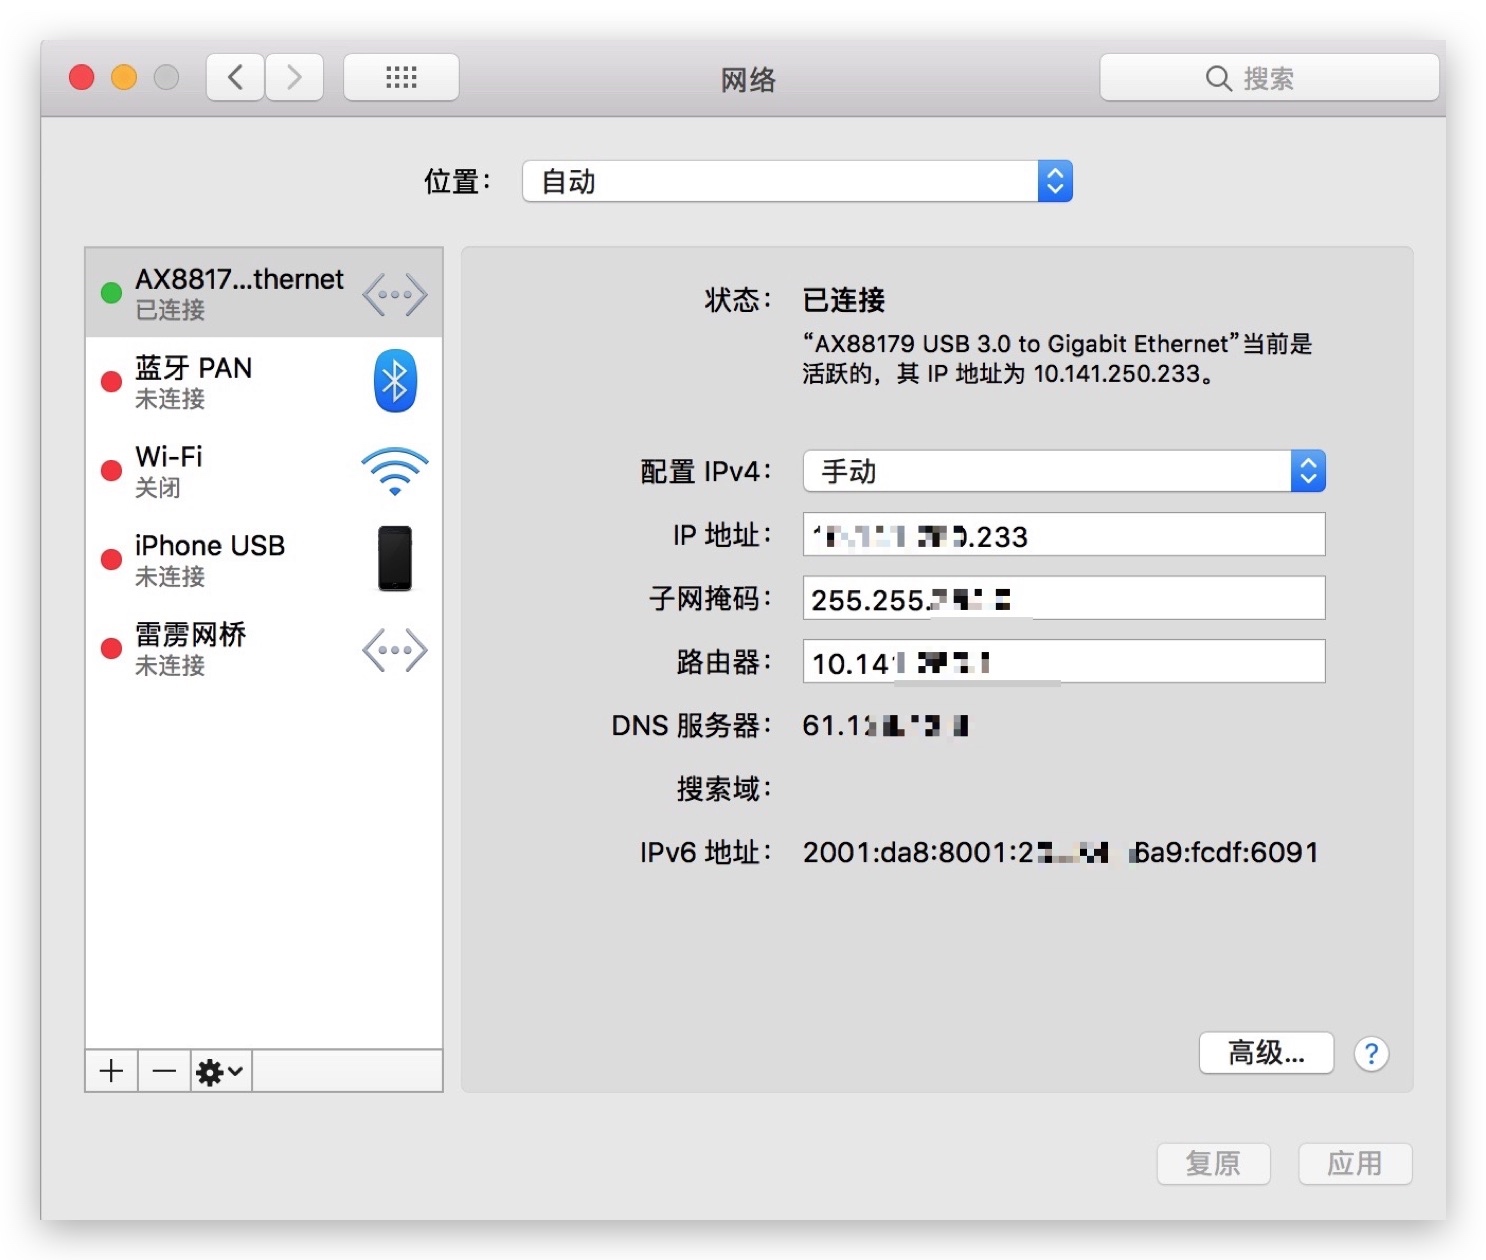 网络
搜索
位置：
自动
AX8817...thernet
已连接
蓝牙 PAN
未连接
Wi-Fi
关闭
iPhone USB
未连接
雷雳网桥
未连接
状态：
已连接
“AX88179 USB 3.0 to Gigabit Ethernet”当前是
活跃的，其 IP 地址为 10.141.250.233。
配置 IPv4：
手动
IP 地址：
.233
子网掩码：
255.255.
路由器：
10.14
DNS 服务器：
61.1
搜索域：
IPv6 地址：
2001:da8:8001:2 6a9:fcdf:6091
高级...
?
复原
应用